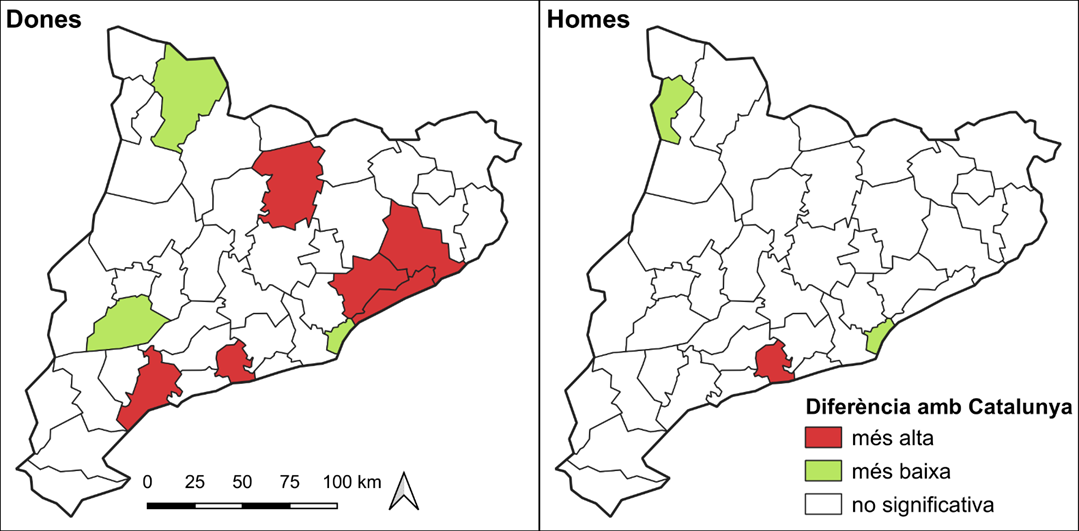 Dones
Homes
Diferència amb Catalunya
més alta
més baixa
no significativa
0 25 50 75 100 km